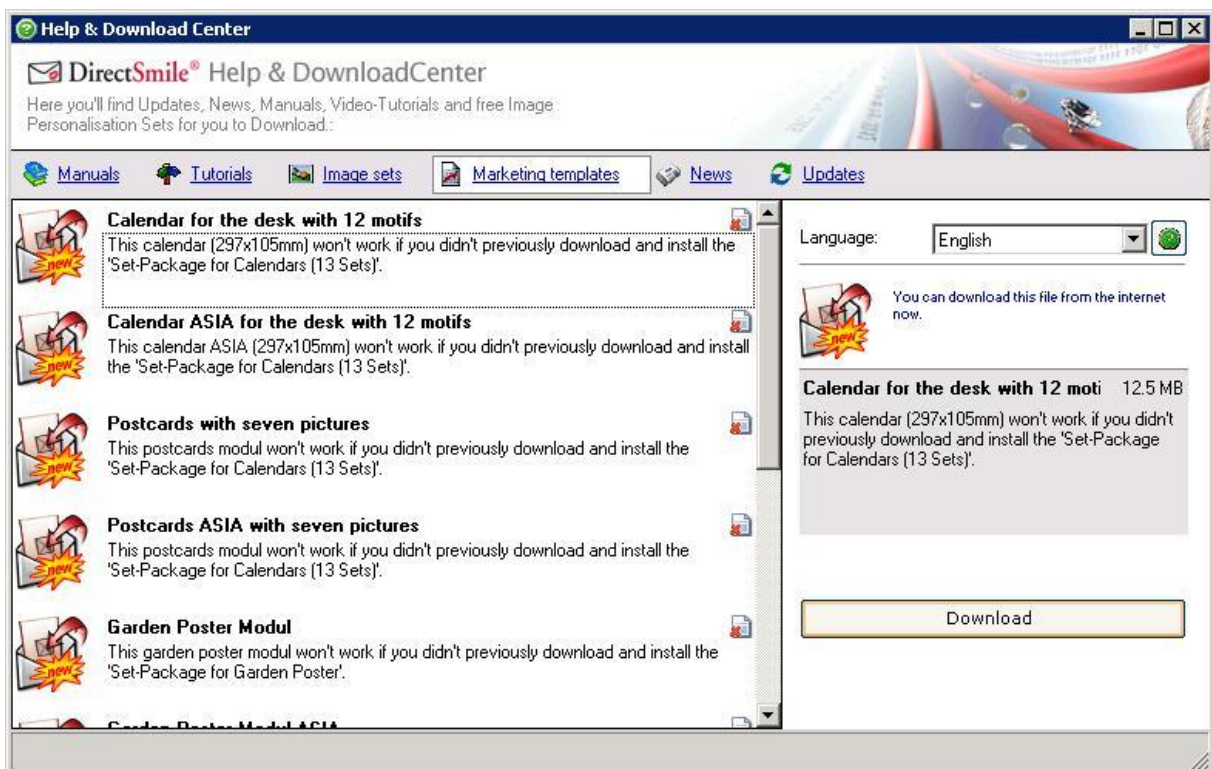 Help & Download Center
DirectSmile® Help & DownloadCenter
Here you'll find Updates, News, Manuals, Video-Tutorials and free Image
Personalisation Sets for you to Download.:
Manuals Tutorials Image sets Marketing templates News Updates
Calendar for the desk with 12 motifs
This calendar (297x105mm) won't work if you didn't previously download and install the
'Set-Package for Calendars (13 Sets)'.
new
Calendar ASIA for the desk with 12 motifs
This calendar ASIA (297x105mm) won't work if you didn't previously download and install
the 'Set-Package for Calendars (13 Sets)'.
new
Postcards with seven pictures
This postcards modul won't work if you didn't previously download and install the
'Set-Package for Calendars (13 Sets)'.
new
Postcards ASIA with seven pictures
This postcards modul won't work if you didn't previously download and install the
'Set-Package for Calendars (13 Sets)'.
new
Garden Poster Modul
This garden poster modul won't work if you didn't previously download and install the
'Set-Package for Garden Poster'.
new
Garden Poster Modul ASIA
Language: English
You can download this file from the internet
now.
new
Calendar for the desk with 12 moti 12.5 MB
This calendar (297x105mm) won't work if you didn't
previously download and install the 'Set-Package
for Calendars (13 Sets)'.
Download